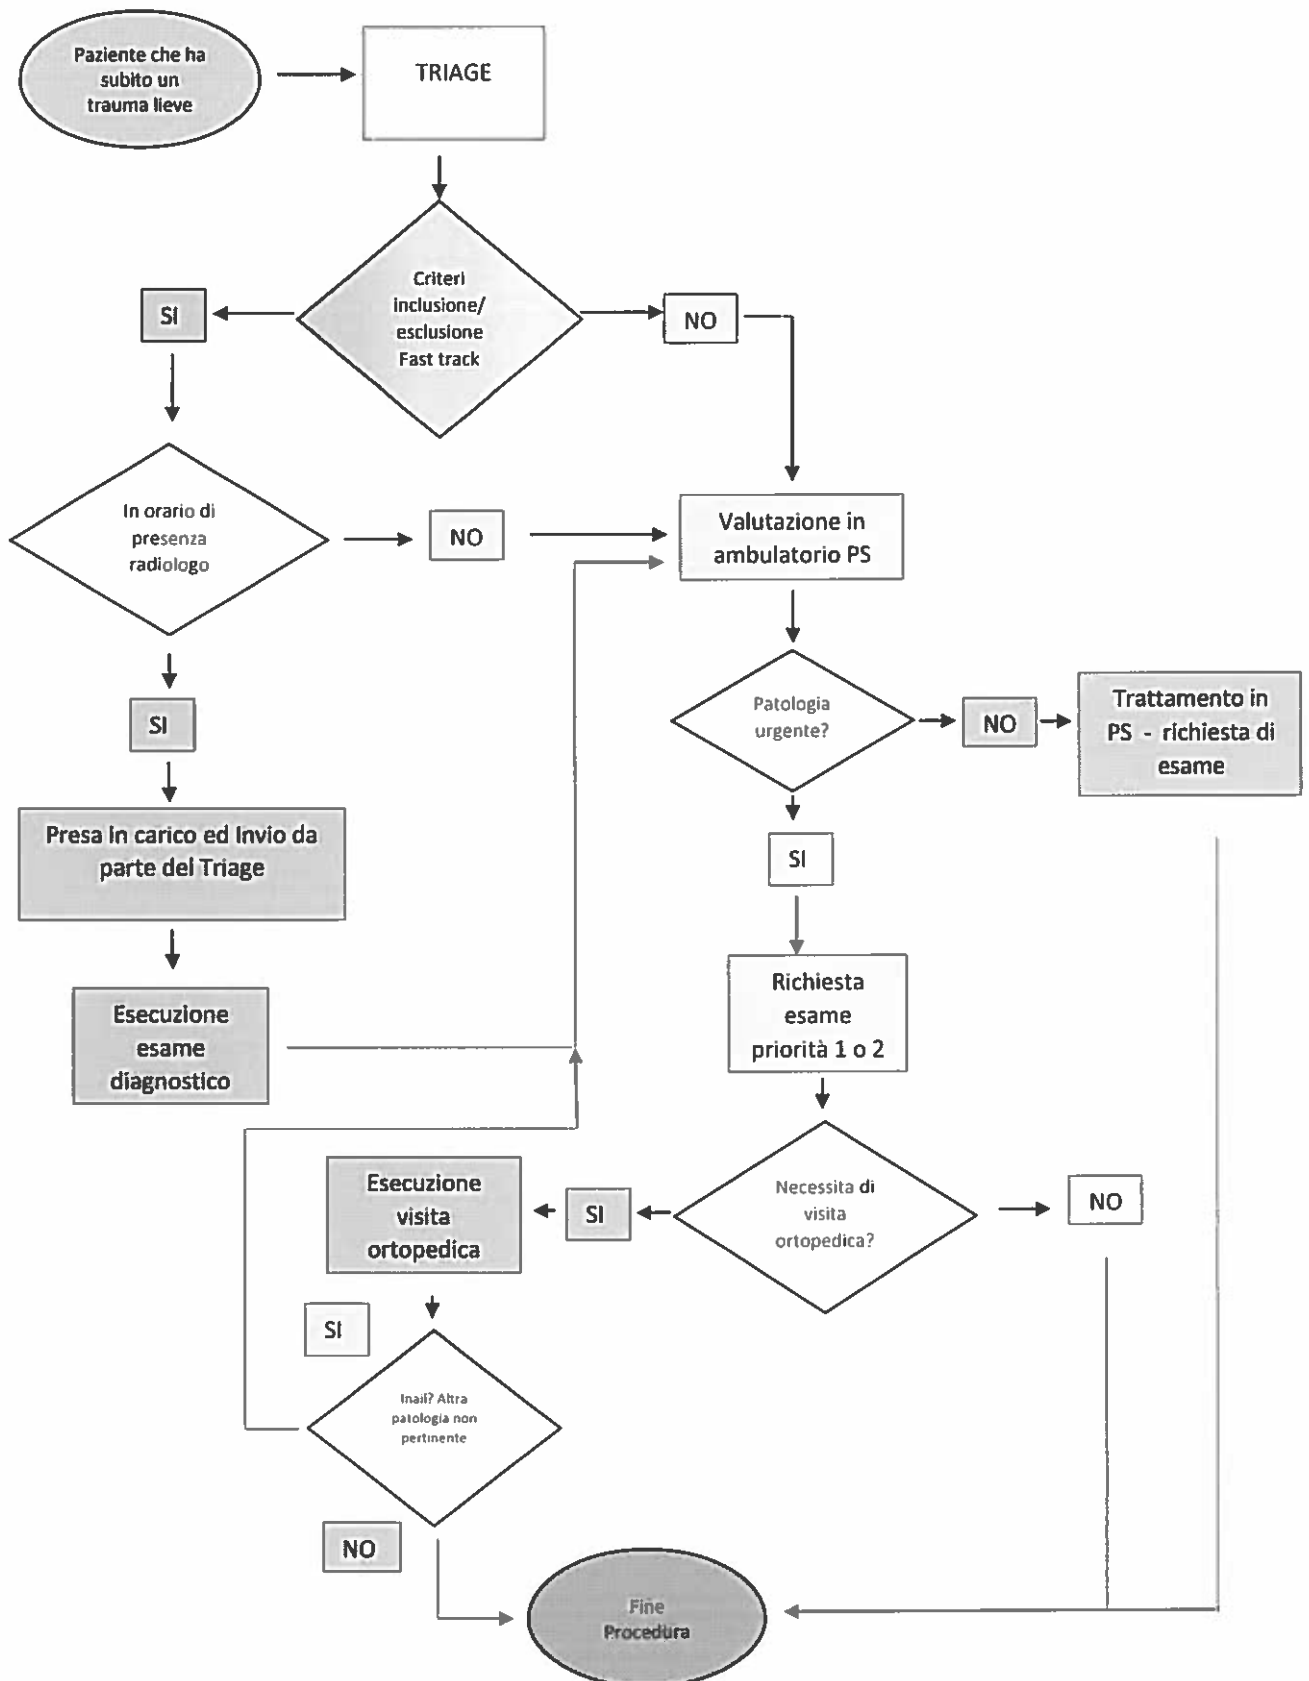 Paziente che ha
subito un
trauma lieve
TRIAGE
Criteri
inclusione/
esclusione
Fast track
SI
NO
In orario di
presenza
radiologo
NO
Valutazione in
ambulatorio PS
SI
Patologia
urgente?
NO
Trattamento in
PS - richiesta di
esame
Presa in carico ed Invio da
parte del Triage
SI
Esecuzione
esame
diagnostico
Richiesta
esame
priorità 1 o 2
Esecuzione
visita
ortopedica
SI
Necessita di
visita
ortopedica?
NO
SI
Inail? Altra
patologia non
pertinente
NO
Fine
Procedura